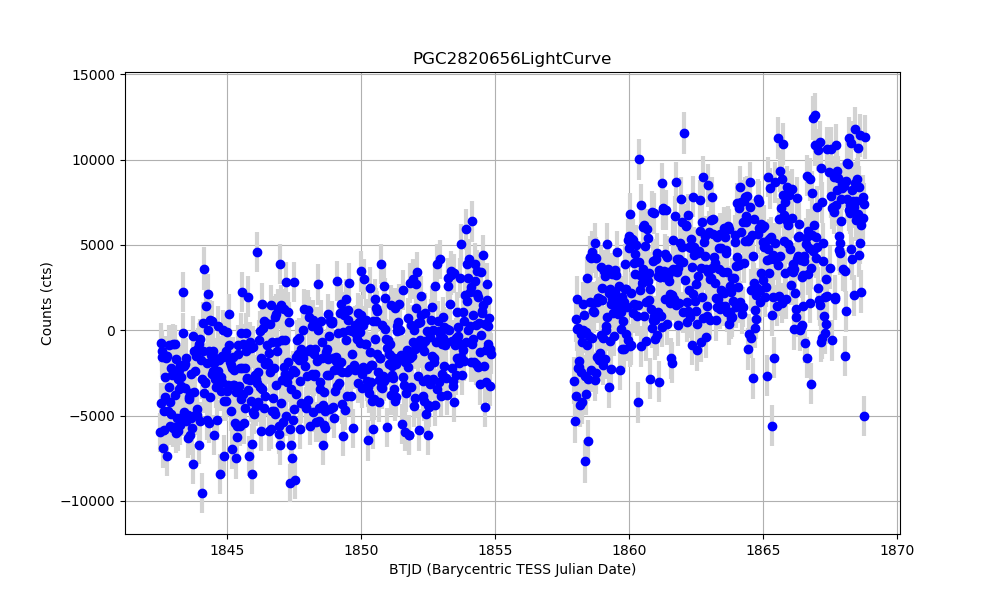 PGC2820656LightCurve
15000
10000
5000
0
−5000
−10000
Counts (cts)
1845 1850 1855 1860 1865 1870
BTJD (Barycentric TESS Julian Date)